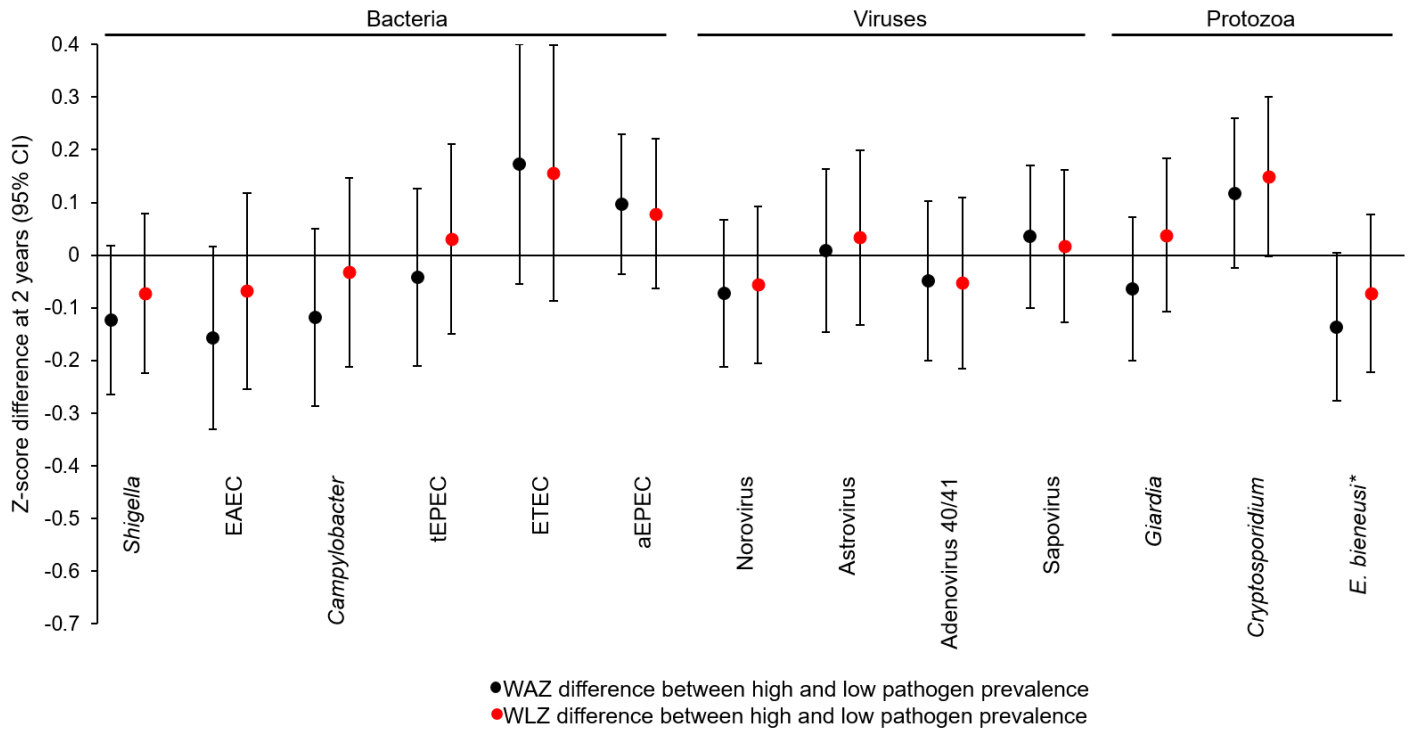 Bacteria Viruses Protozoa
Z-score difference at 2 years (95% CI)
0.4
0.3
0.2
0.1
0
-0.1
-0.2
-0.3
-0.4
-0.5
-0.6
-0.7
Shigella
EAEC
Campylobacter
tEPEC
ETEC
aEPEC
Norovirus
Astrovirus
Adenovirus 40/41
Sapovirus
Giardia
Cryptosporidium
E. bieneusi*
WAZ difference between high and low pathogen prevalence
WLZ difference between high and low pathogen prevalence